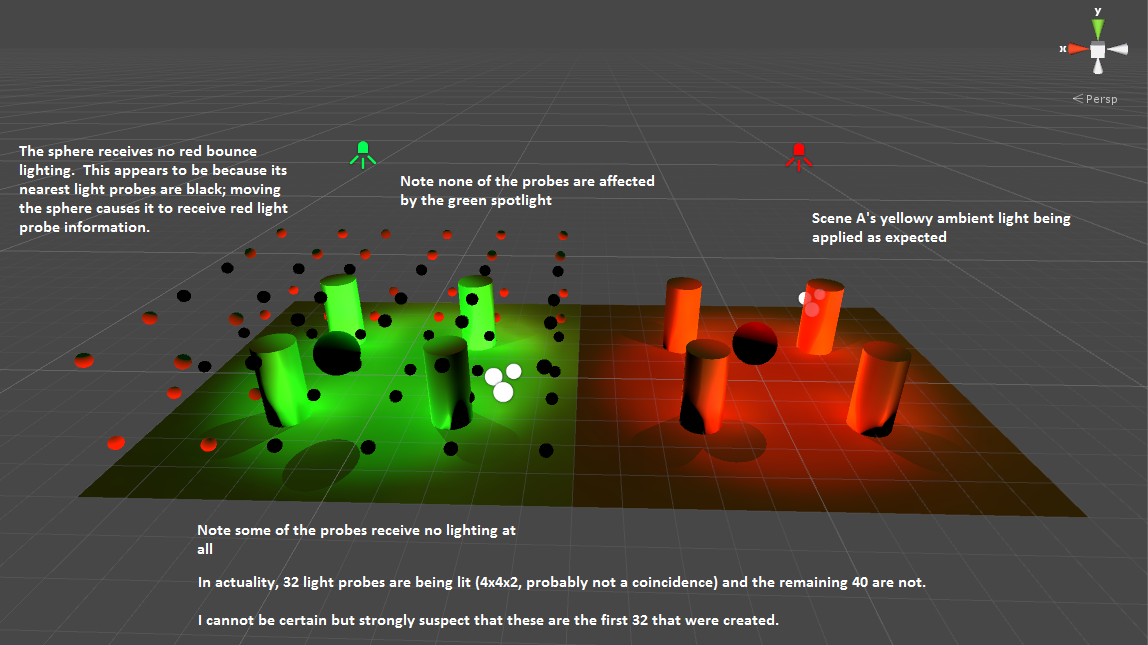 y
x
< Persp
The sphere receives no red bounce
lighting.  This appears to be because its
nearest light probes are black; moving
the sphere causes it to receive red light
probe information.
Note none of the probes are affected
by the green spotlight
Scene A's yellowy ambient light being
applied as expected
Note some of the probes receive no lighting at
all
In actuality, 32 light probes are being lit (4x4x2, probably not a coincidence) and the remaining 40 are not.
I cannot be certain but strongly suspect that these are the first 32 that were created.